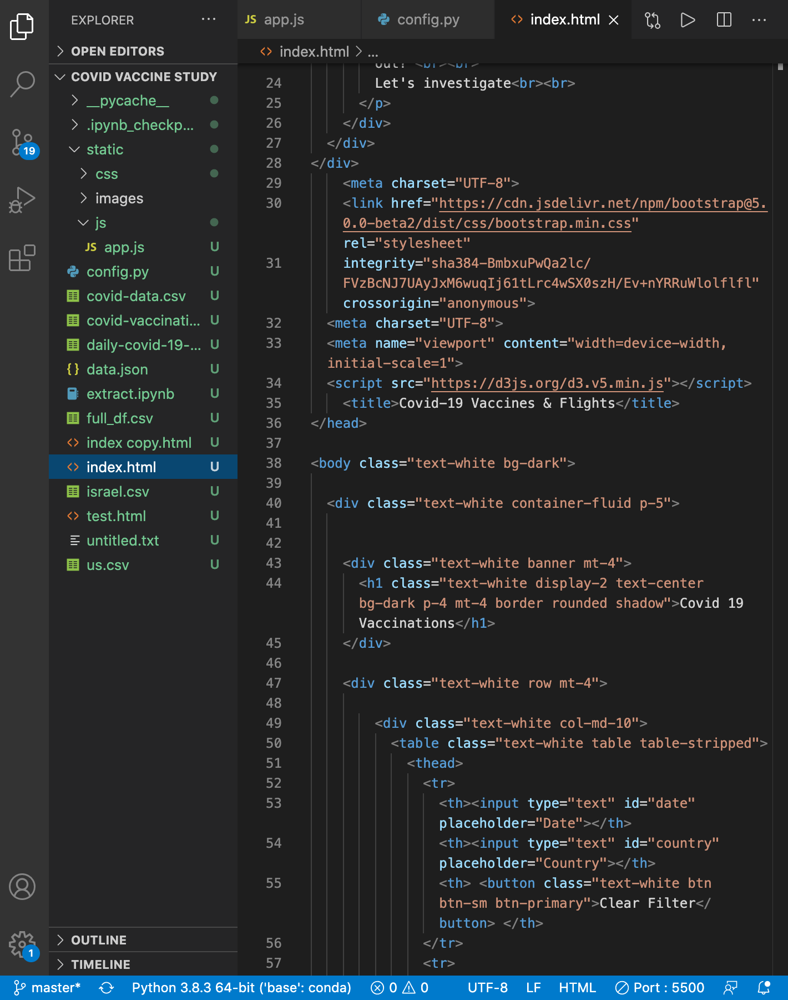 EXPLORER
OPEN EDITORS
COVID VACCINE STUDY
__pycache__
.ipynb_checkp...
static
css
images
js
JS app.js U
config.py U
covid-data.csv U
covid-vaccinati... U
daily-covid-19-... U
{} data.json U
extract.ipynb U
full_df.csv U
<> index copy.html U
<> index.html U
israel.csv U
<> test.html U
untitled.txt U
us.csv U
OUTLINE
TIMELINE
19
1
JS app.js
config.py
<> index.html
<> index.html > ...
out? <br><br>
24 Let's investigate<br><br>
25 </p>
26 </div>
27 </div>
28 </div>
29 <meta charset="UTF-8">
30 <link href="https://cdn.jsdelivr.net/npm/bootstrap@5.
0.0-beta2/dist/css/bootstrap.min.css"
rel="stylesheet"
31 integrity="sha384-BmbxuPwQa2lc/
FVzBcNJ7UAyJxM6wuqIj61tLrc4wSX0szH/Ev+nYRRuWlolflfl"
crossorigin="anonymous">
32 <meta charset="UTF-8">
33 <meta name="viewport" content="width=device-width,
initial-scale=1">
34 <script src="https://d3js.org/d3.v5.min.js"></script>
35 <title>Covid-19 Vaccines & Flights</title>
36 </head>
37
38 <body class="text-white bg-dark">
39
40 <div class="text-white container-fluid p-5">
41
42
43 <div class="text-white banner mt-4">
44 <h1 class="text-white display-2 text-center
bg-dark p-4 mt-4 border rounded shadow">Covid 19
Vaccinations</h1>
45 </div>
46
47 <div class="text-white row mt-4">
48
49 <div class="text-white col-md-10">
50 <table class="text-white table table-stripped">
51 <thead>
52 <tr>
53 <th><input type="text" id="date"
placeholder="Date"></th>
54 <th><input type="text" id="country"
placeholder="Country"></th>
55 <th> <button class="text-white btn
btn-sm btn-primary">Clear Filter</
button> </th>
56 </tr>
57 <tr>
master* Python 3.8.3 64-bit ('base': conda) 0 0 UTF-8 LF HTML Port : 5500